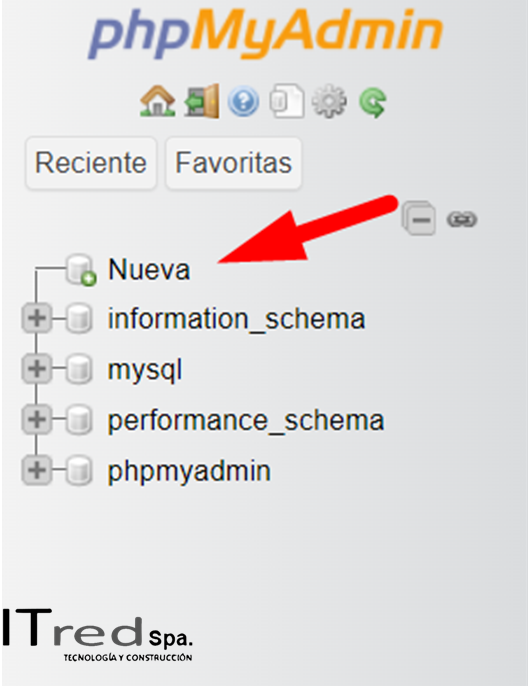 phpMyAdmin
Reciente Favoritas
Nueva
information_schema
mysql
performance_schema
phpmyadmin
ITred Spa.
TECNOLOGÍA Y CONSTRUCCIÓN